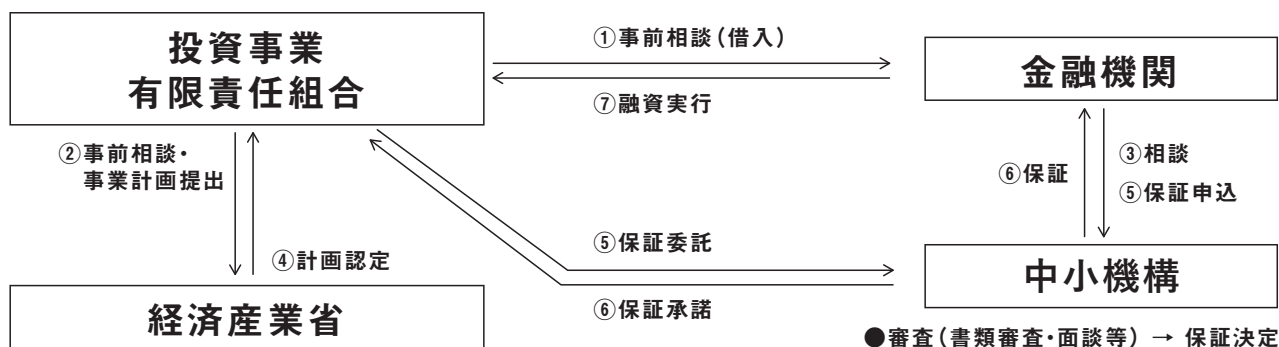 投資事業
有限責任組合
①事前相談(借入)
⑦融資実行
金融機関
②事前相談・
事業計画提出
④計画認定
⑥保証
③相談
⑤保証申込
⑤保証委託
⑥保証承諾
経済産業省
中小機構
●審査(書類審査・面談等) → 保証決定